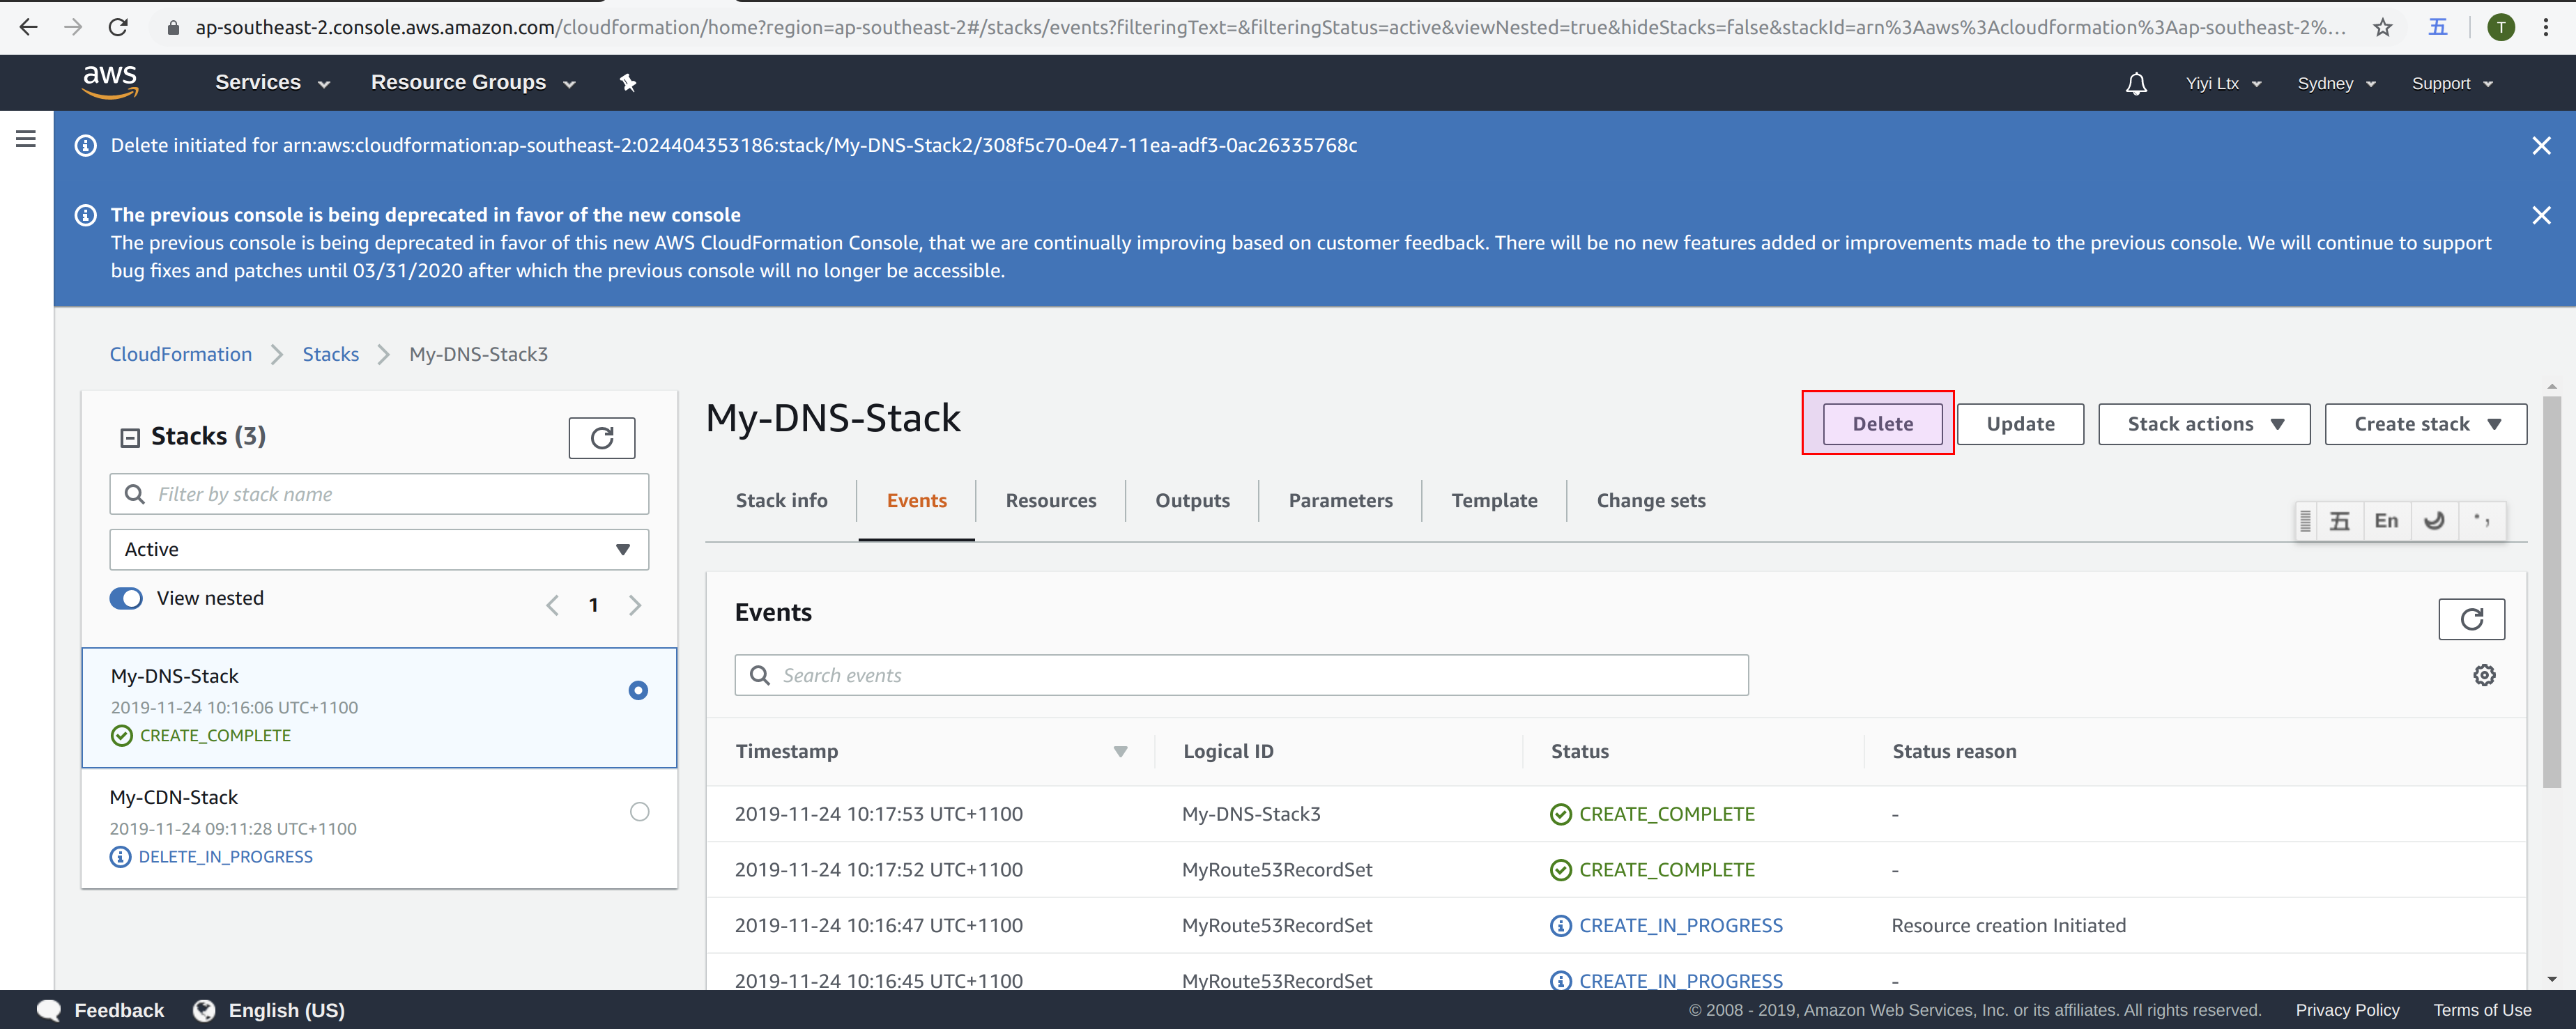 ap-southeast-2.console.aws.amazon.com/cloudformation/home?region=ap-southeast-2#/stacks/events?filteringText=&filteringStatus=active&viewNested=true&hideStacks=false&stackId=arn%3Aaws%3Acloudformation%3Aap-southeast-2%...
五
T
aws
Services
Resource Groups
Yiyi Ltx
Sydney
Support
Delete initiated for arn:aws:cloudformation:ap-southeast-2:024404353186:stack/My-DNS-Stack2/308f5c70-0e47-11ea-adf3-0ac26335768c
The previous console is being deprecated in favor of the new console
The previous console is being deprecated in favor of this new AWS CloudFormation Console, that we are continually improving based on customer feedback. There will be no new features added or improvements made to the previous console. We will continue to support
bug fixes and patches until 03/31/2020 after which the previous console will no longer be accessible.
CloudFormation > Stacks > My-DNS-Stack3
Stacks (3)
Filter by stack name
Active
View nested
1
My-DNS-Stack
2019-11-24 10:16:06 UTC+1100
CREATE_COMPLETE
My-CDN-Stack
2019-11-24 09:11:28 UTC+1100
DELETE_IN_PROGRESS
My-DNS-Stack
Delete
Update
Stack actions
Create stack
Stack info
Events
Resources
Outputs
Parameters
Template
Change sets
五 En
Events
Search events
Timestamp Logical ID Status Status reason
2019-11-24 10:17:53 UTC+1100 My-DNS-Stack3 CREATE_COMPLETE -
2019-11-24 10:17:52 UTC+1100 MyRoute53RecordSet CREATE_COMPLETE -
2019-11-24 10:16:47 UTC+1100 MyRoute53RecordSet CREATE_IN_PROGRESS Resource creation Initiated
2019-11-24 10:16:45 UTC+1100 MyRoute53RecordSet CREATE_IN_PROGRESS -
Feedback
English (US)
© 2008 - 2019, Amazon Web Services, Inc. or its affiliates. All rights reserved.
Privacy Policy
Terms of Use